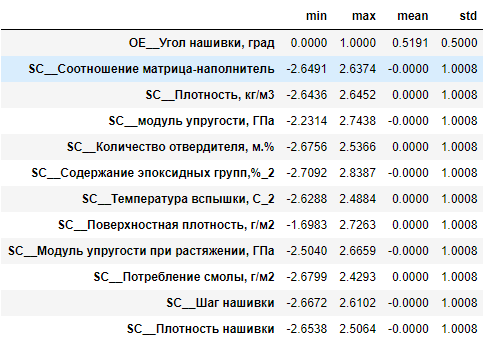 min max mean std
OE__Угол нашивки, град 0.0000 1.0000 0.5191 0.5000
SC__Соотношение матрица-наполнитель -2.6491 2.6374 -0.0000 1.0008
SC__Плотность, кг/м3 -2.6436 2.6452 0.0000 1.0008
SC__модуль упругости, ГПа -2.2314 2.7438 -0.0000 1.0008
SC__Количество отвердителя, м.% -2.6756 2.5366 0.0000 1.0008
SC__Содержание эпоксидных групп,%_2 -2.7092 2.8387 -0.0000 1.0008
SC__Температура вспышки, С_2 -2.6288 2.4884 0.0000 1.0008
SC__Поверхностная плотность, г/м2 -1.6983 2.7263 0.0000 1.0008
SC__Модуль упругости при растяжении, ГПа -2.5040 2.6659 -0.0000 1.0008
SC__Потребление смолы, г/м2 -2.6799 2.4293 0.0000 1.0008
SC__Шаг нашивки -2.6672 2.6102 -0.0000 1.0008
SC__Плотность нашивки -2.6538 2.5064 -0.0000 1.0008